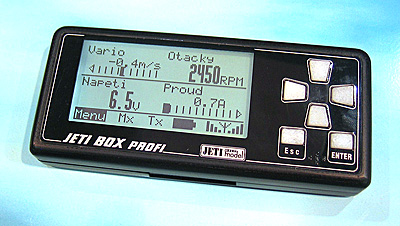 Vario Otacky
-0.4m/s 2450RPM
Napeti Proud
6.5v 0.7A
Menu Mx Tx
JETI BOX PROFI
JETI model
Esc
ENTER